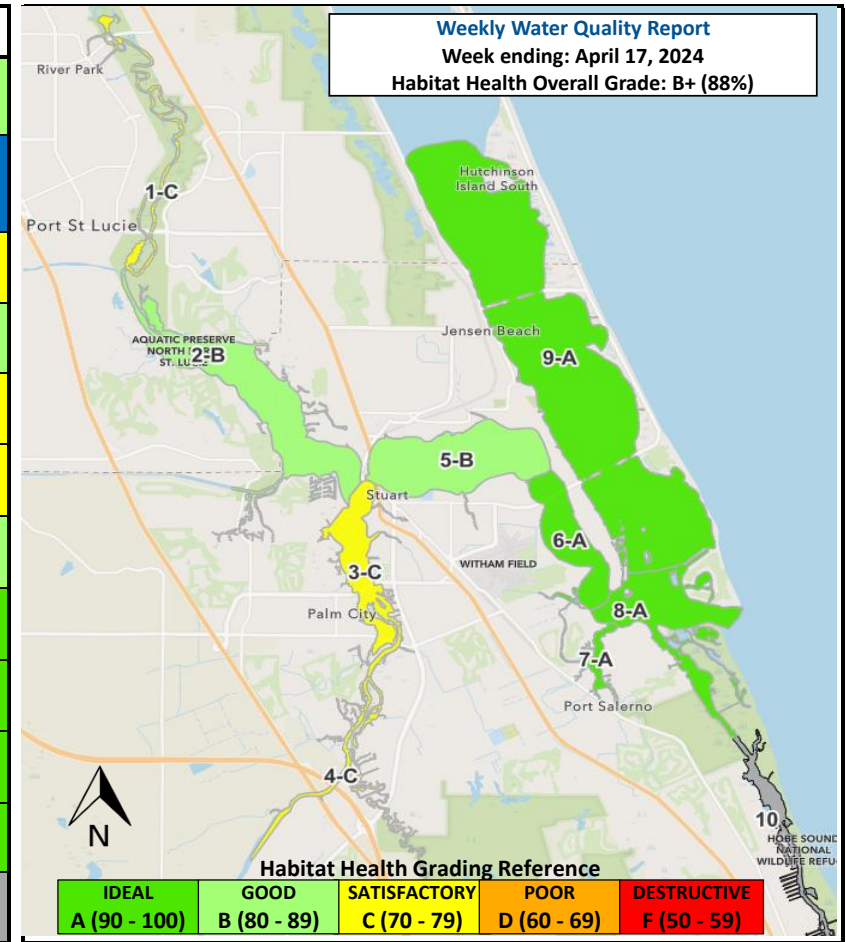 Weekly Water Quality Report
Week ending: April 17, 2024
Habitat Health Overall Grade: B+ (88%)
River Park
Hutchinson
Island South
1-C
Port St Lucie
Jensen Beach
AQUATIC PRESERVE
NORTH
ST. LUCIE
2-B
9-A
5-B
Stuart
6-A
WITHAM FIELD
3-C
Palm City
8-A
7-A
Port Salerno
4-C
N
10
HOBE SOUND
NATIONAL
WILDLIFE REFU
Habitat Health Grading Reference
IDEAL GOOD SATISFACTORY POOR DESTRUCTIVE
A (90 - 100) B (80 - 89) C (70 - 79) D (60 - 69) F (50 - 59)